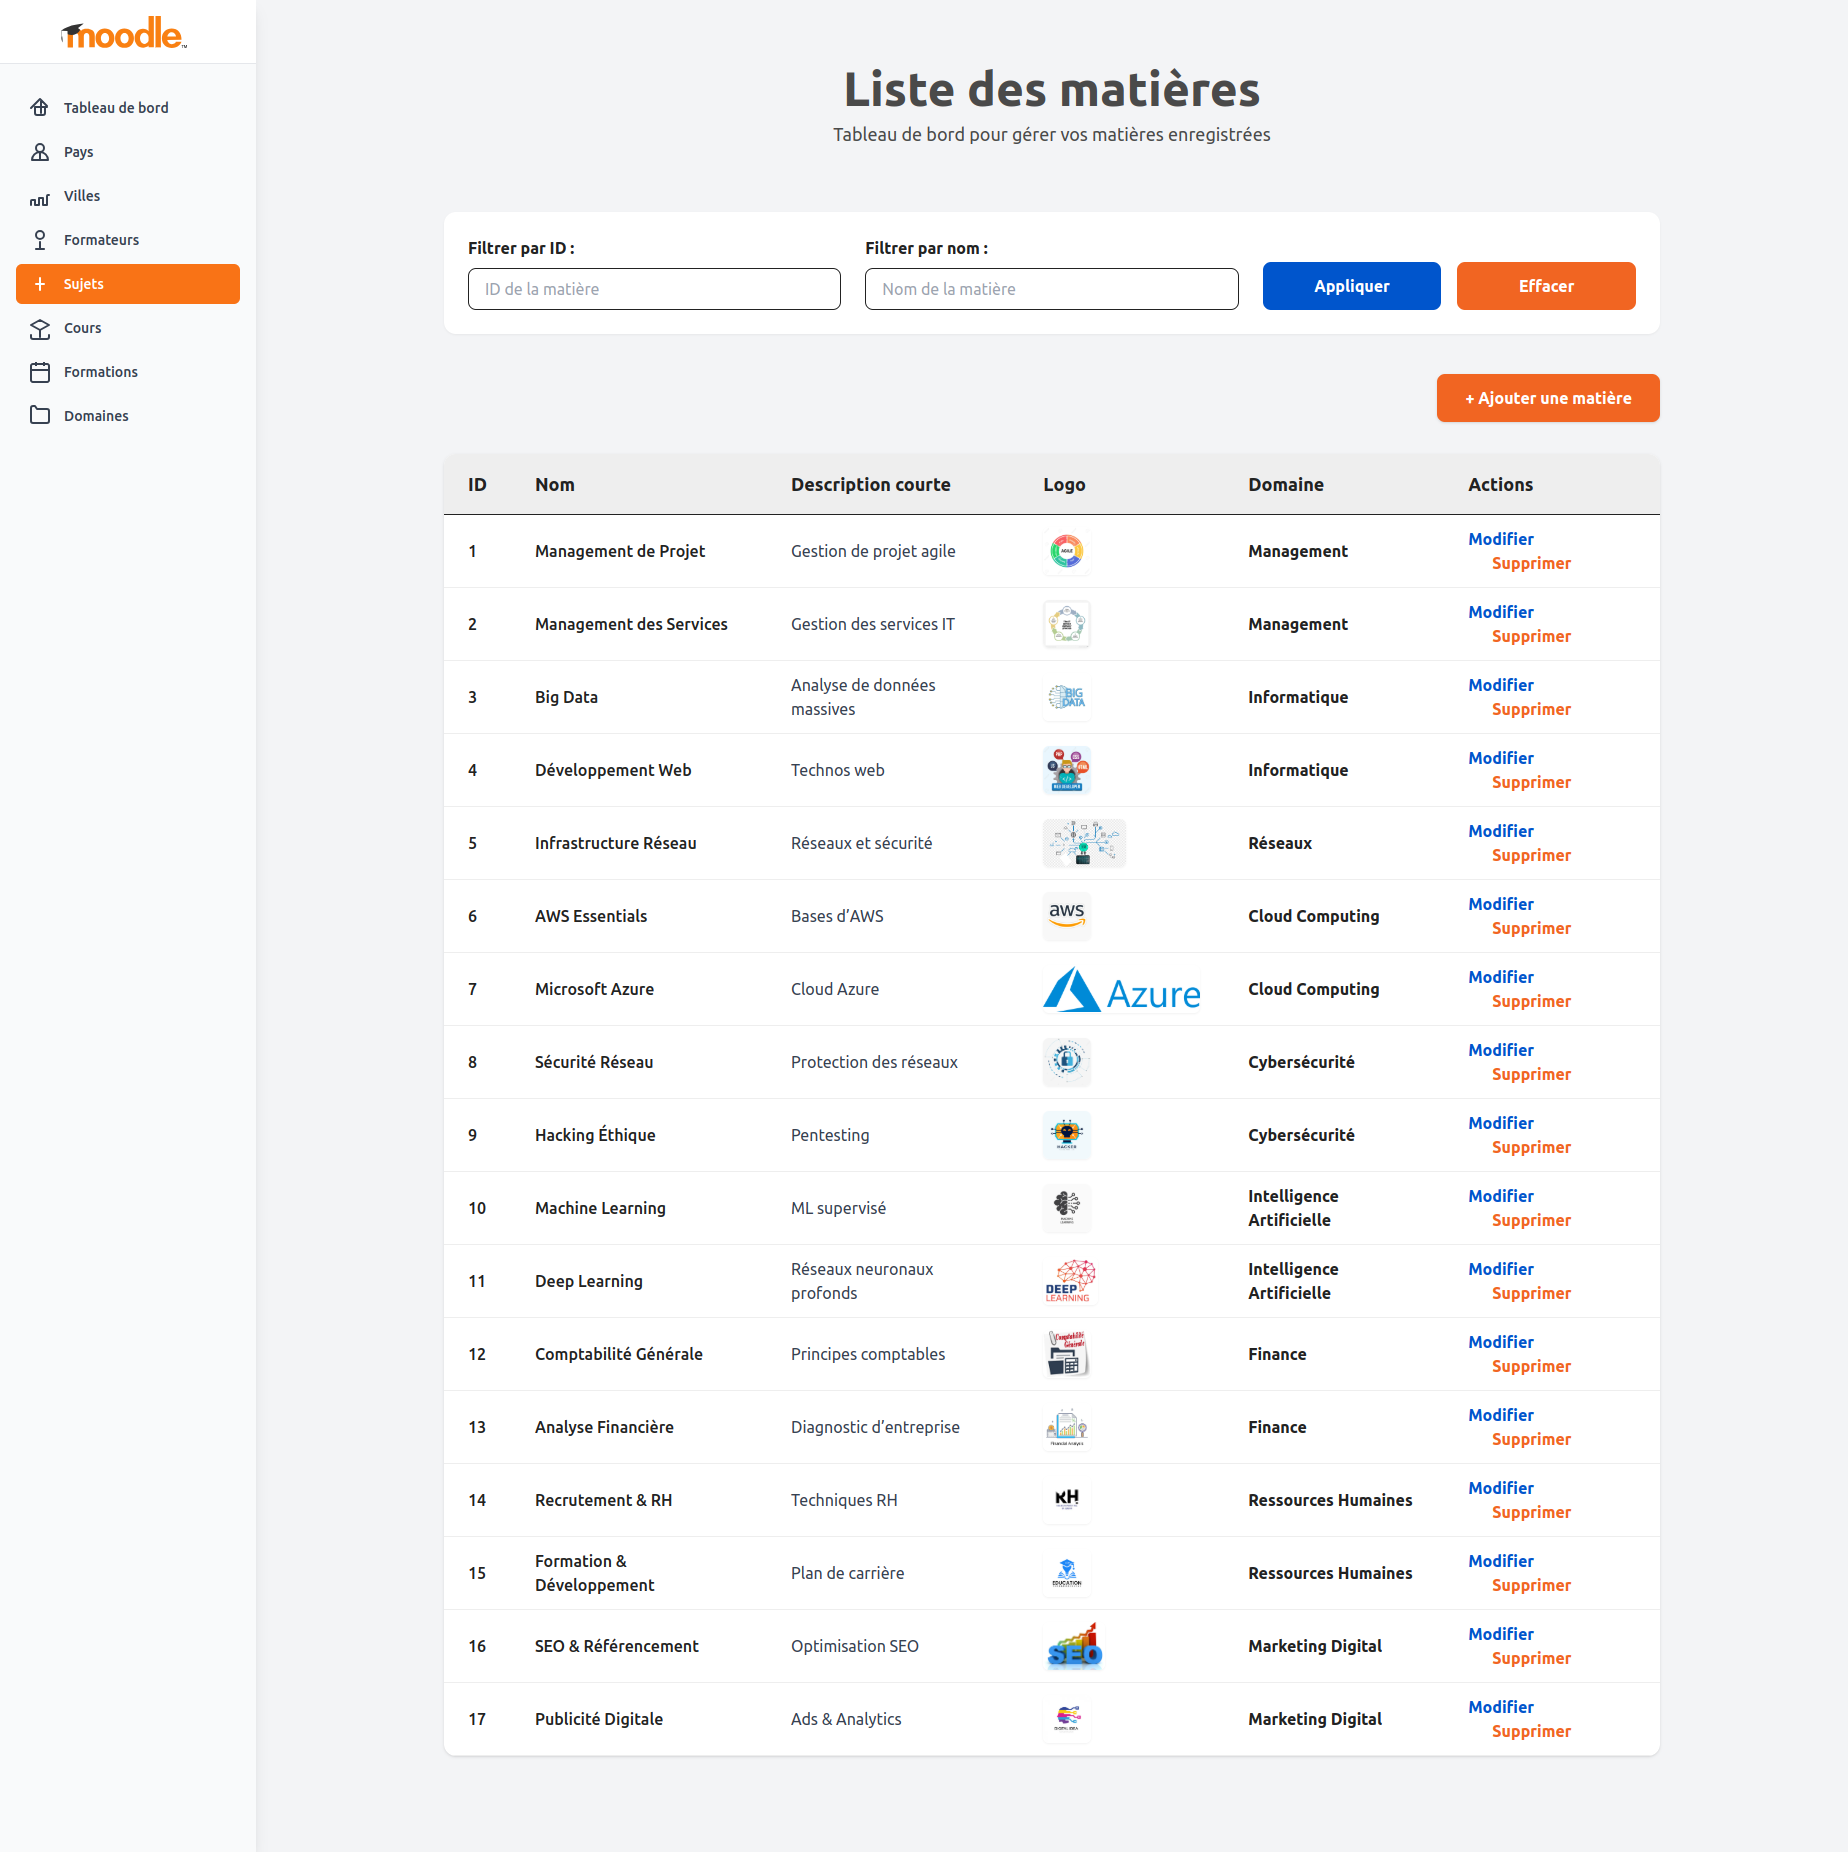 moodle
Tableau de bord
Pays
Villes
Formateurs
Sujets
Cours
Formations
Domaines
Liste des matières
Tableau de bord pour gérer vos matières enregistrées
Filtrer par ID :
Filtrer par nom :
ID de la matière
Nom de la matière
Appliquer
Effacer
+ Ajouter une matière
ID Nom Description courte Logo Domaine Actions
1 Management de Projet Gestion de projet agile AGILE Management Modifier
Supprimer
2 Management des Services Gestion des services IT Management Modifier
Supprimer
3 Big Data Analyse de données
massives BIG
DATA Informatique Modifier
Supprimer
4 Développement Web Technos web WEB DEVELOPER Informatique Modifier
Supprimer
5 Infrastructure Réseau Réseaux et sécurité Réseaux Modifier
Supprimer
6 AWS Essentials Bases d’AWS aws Cloud Computing Modifier
Supprimer
7 Microsoft Azure Cloud Azure Azure Cloud Computing Modifier
Supprimer
8 Sécurité Réseau Protection des réseaux Cybersécurité Modifier
Supprimer
9 Hacking Éthique Pentesting HACKER Cybersécurité Modifier
Supprimer
10 Machine Learning ML supervisé Intelligence
Artificielle Modifier
Supprimer
11 Deep Learning Réseaux neuronaux
profonds DEEP
LEARNING Intelligence
Artificielle Modifier
Supprimer
12 Comptabilité Générale Principes comptables Comptabilité
Générale Finance Modifier
Supprimer
13 Analyse Financière Diagnostic d’entreprise Financial Analysis Finance Modifier
Supprimer
14 Recrutement & RH Techniques RH RH Ressources Humaines Modifier
Supprimer
15 Formation &
Développement Plan de carrière EDUCATION Ressources Humaines Modifier
Supprimer
16 SEO & Référencement Optimisation SEO SEO Marketing Digital Modifier
Supprimer
17 Publicité Digitale Ads & Analytics DIGITAL IDEA Marketing Digital Modifier
Supprimer